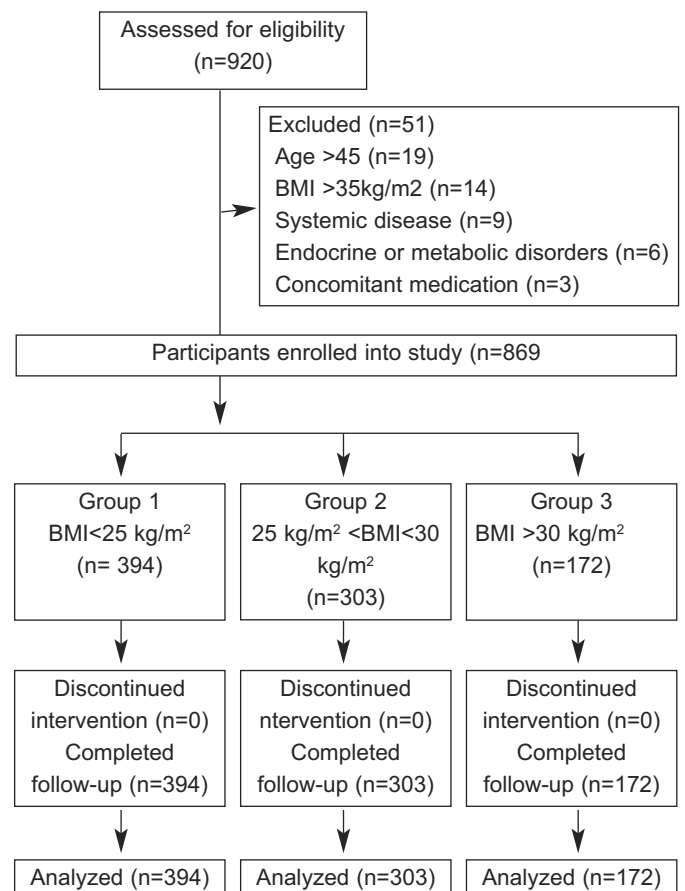 Assessed for eligibility
(n=920)
Excluded (n=51)
Age >45 (n=19)
BMI >35kg/m2 (n=14)
Systemic disease (n=9)
Endocrine or metabolic disorders (n=6)
Concomitant medication (n=3)
Participants enrolled into study (n=869
Group 1
BMI<25 kg/m²
(n= 394)
Group 2
25 kg/m² <BMI<30
kg/m²
(n=303)
Group 3
BMI >30 kg/m²
(n=172)
Discontinued
intervention (n=0)
Completed
follow-up (n=394)
Discontinued
ntervention (n=0)
Completed
follow-up (n=303)
Discontinued
intervention (n=0)
Completed
follow-up (n=172)
Analyzed (n=394)
Analyzed (n=303)
Analyzed (n=172)